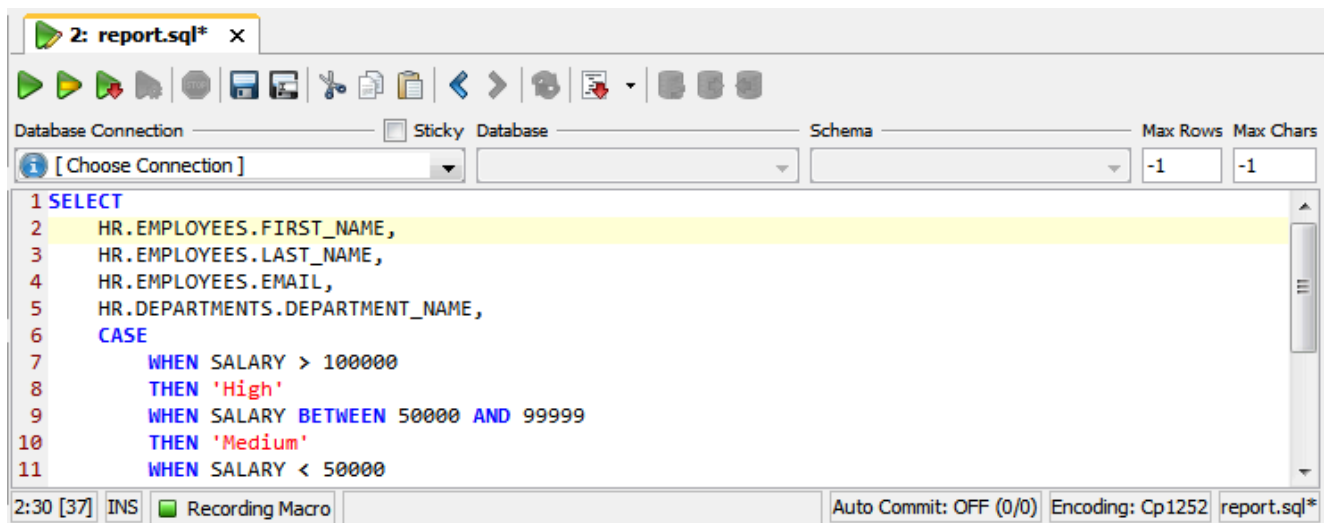 2: report.sql* x
Database Connection Sticky Database Schema Max Rows Max Chars
[ Choose Connection ] -1 -1
1 SELECT
2 HR.EMPLOYEES.FIRST_NAME,
3 HR.EMPLOYEES.LAST_NAME,
4 HR.EMPLOYEES.EMAIL,
5 HR.DEPARTMENTS.DEPARTMENT_NAME,
6 CASE
7 WHEN SALARY > 100000
8 THEN 'High'
9 WHEN SALARY BETWEEN 50000 AND 99999
10 THEN 'Medium'
11 WHEN SALARY < 50000
2:30 [37] INS Recording Macro Auto Commit: OFF (0/0) Encoding: Cp1252 report.sql*